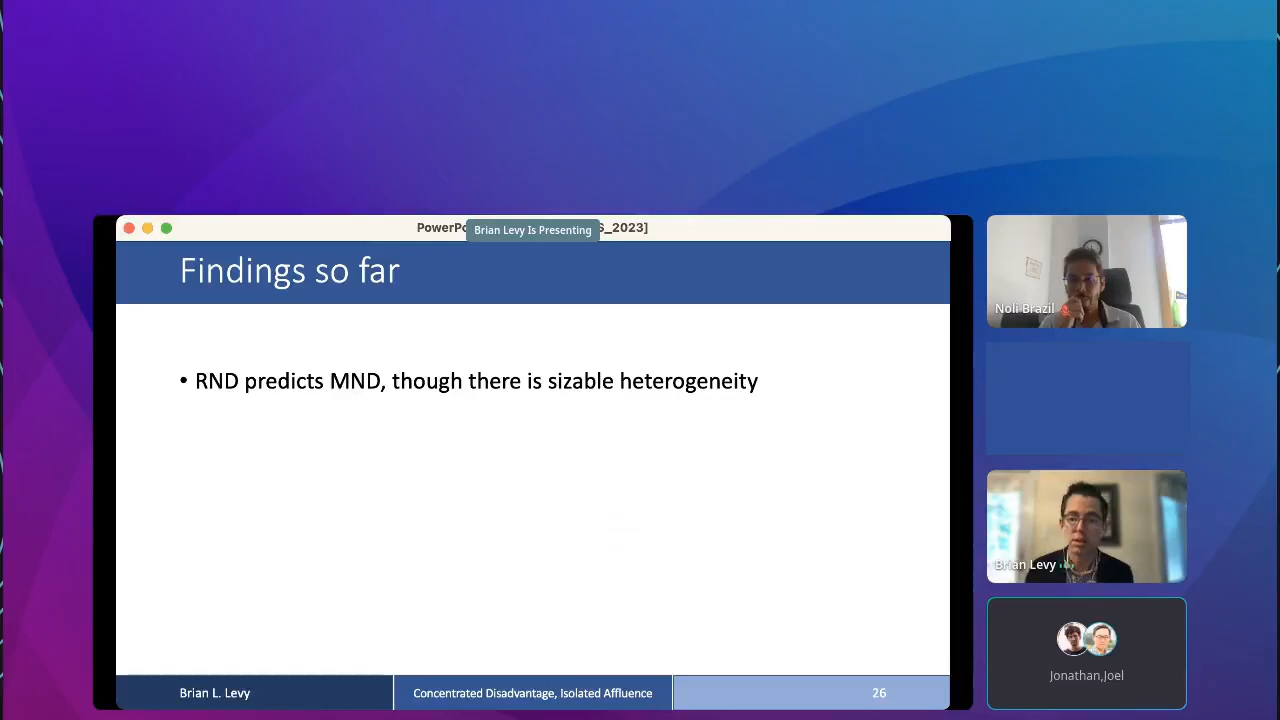 PowerPo
Brian Levy Is Presenting
S_2023]
Findings so far
• RND predicts MND, though there is sizable heterogeneity
Brian L. Levy
Concentrated Disadvantage, Isolated Affluence
26
Noli Brazil
Brian Levy
Jonathan,Joel